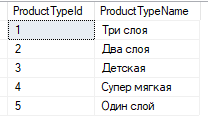 ProductTypeId ProductTypeName
1 Три слоя
2 Два слоя
3 Детская
4 Супер мягкая
5 Один слой